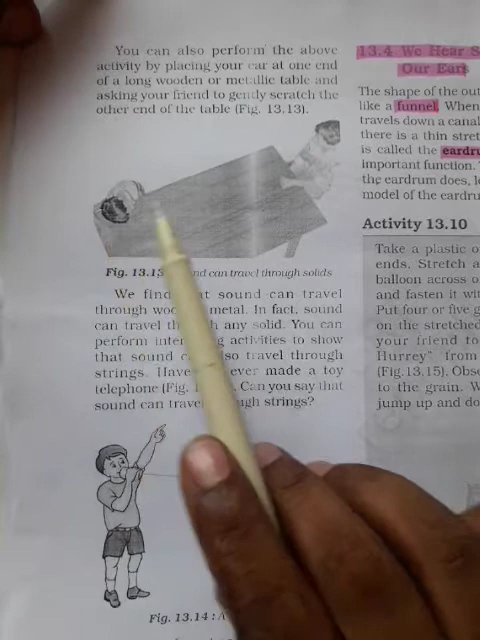 You can also perform the above
activity by placing your ear at one end
of a long wooden or metallic table and
asking your friend to gently scratch the
other end of the table (Fig. 13.13).
Fig. 13.13 nd can travel through solids
We find at sound can travel
through woo metal. In fact, sound
can travel th h any solid. You can
perform inter g activities to show
that sound c so travel through
strings. Have ever made a toy
telephone (Fig. Can you say that
sound can trave ugh strings?
Fig. 13.14 : A
13.4 We Hear S
Our Ears
The shape of the out
like a funnel. When
travels down a canal
there is a thin stret
is called the eardru
important function.
the eardrum does, le
model of the eardru
Activity 13.10
Take a plastic o
ends. Stretch a
balloon across o
and fasten it wit
Put four or five g
on the stretched
your friend to
Hurrey" from
(Fig.13.15). Obse
to the grain. W
jump up and do